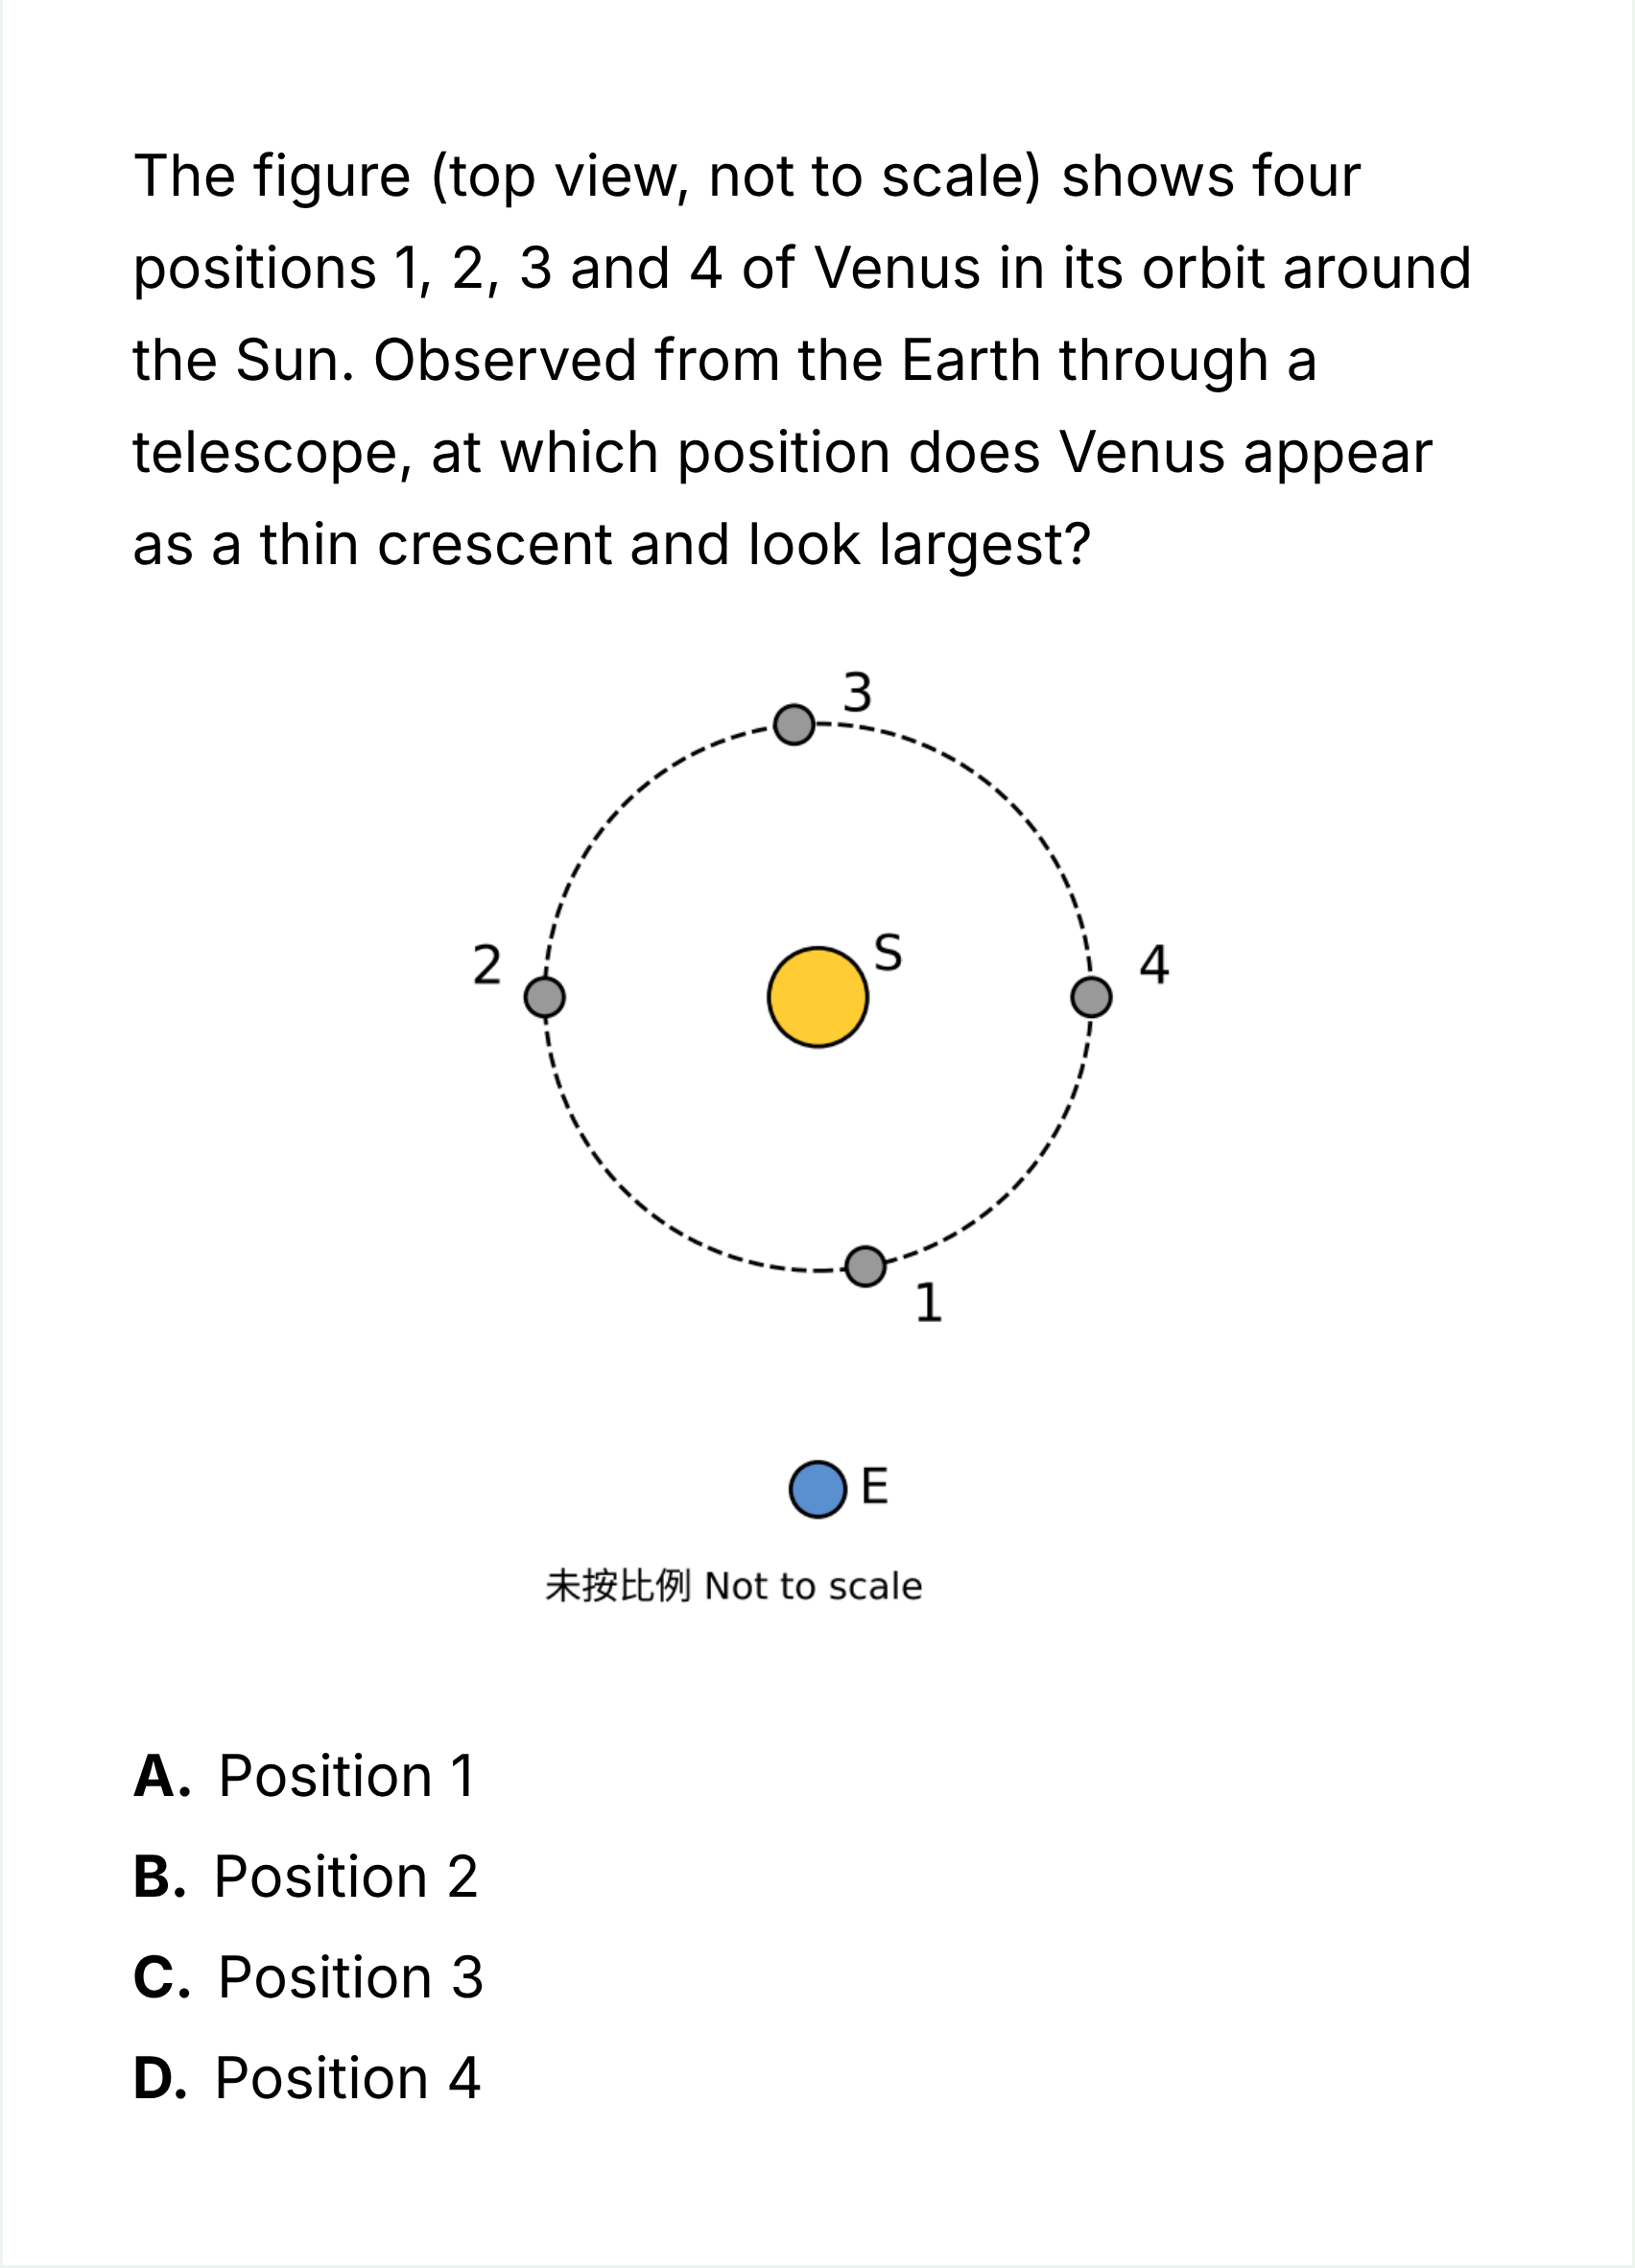 The figure (top view, not to scale) shows four
positions 1, 2, 3 and 4 of Venus in its orbit around
the Sun. Observed from the Earth through a
telescope, at which position does Venus appear
as a thin crescent and look largest?
3
S
2
4
1
E
未按比例 Not to scale
A. Position 1
B. Position 2
C. Position 3
D. Position 4